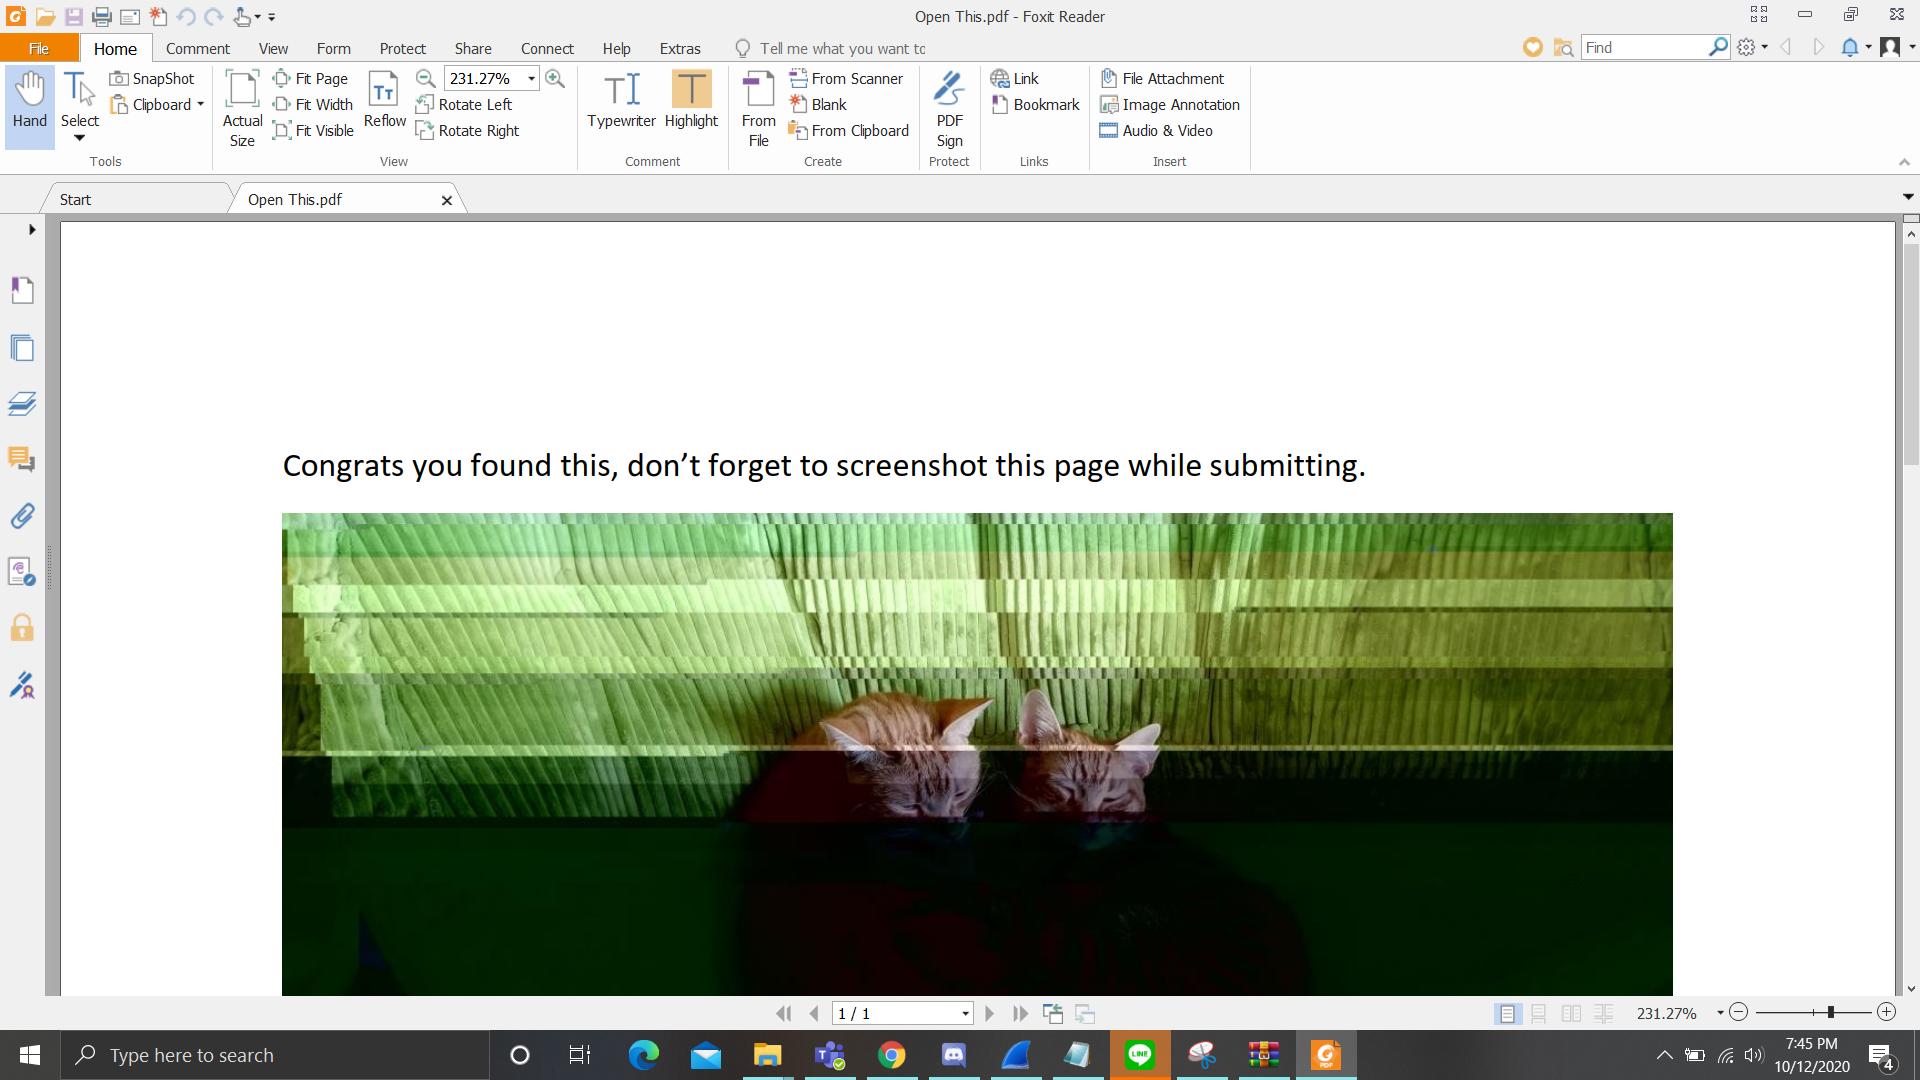 Open This.pdf - Foxit Reader
File Home Comment View Form Protect Share Connect Help Extras Tell me what you want to Find
Hand
Select
SnapShot
Clipboard
Tools
Actual Size
Fit Page
Fit Width
Fit Visible
Reflow
231.27%
Rotate Left
Rotate Right
View
Typewriter
Highlight
Comment
From File
From Scanner
Blank
From Clipboard
Create
PDF Sign
Protect
Link
Bookmark
Links
File Attachment
Image Annotation
Audio & Video
Insert
Start
Open This.pdf
Congrats you found this, don’t forget to screenshot this page while submitting.
1 / 1
231.27%
Type here to search
LINE
PDF
7:45 PM
10/12/2020
4